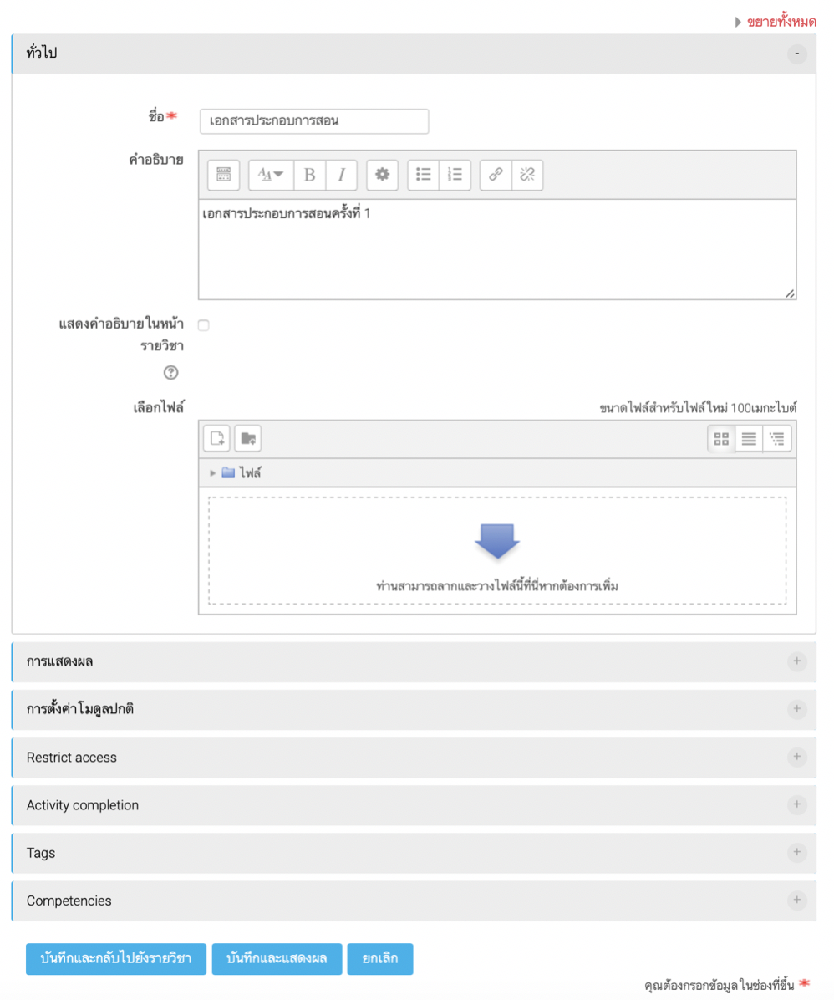 ขยายทั้งหมด
ทั่วไป
-
ชื่อ
เอกสารประกอบการสอน
คำอธิบาย
B I
เอกสารประกอบการสอนครั้งที่ 1
แสดงคำอธิบายในหน้า
รายวิชา
?
เลือกไฟล์
ขนาดไฟล์สำหรับไฟล์ใหม่ 100เมกะไบต์
ไฟล์
ท่านสามารถลากและวางไฟล์นี้ที่นี่หากต้องการเพิ่ม
การแสดงผล +
การตั้งค่าโมดูลปกติ +
Restrict access +
Activity completion +
Tags +
Competencies +
บันทึกและกลับไปยังรายวิชา บันทึกและแสดงผล ยกเลิก
คุณต้องกรอกข้อมูลในช่องที่ขึ้น